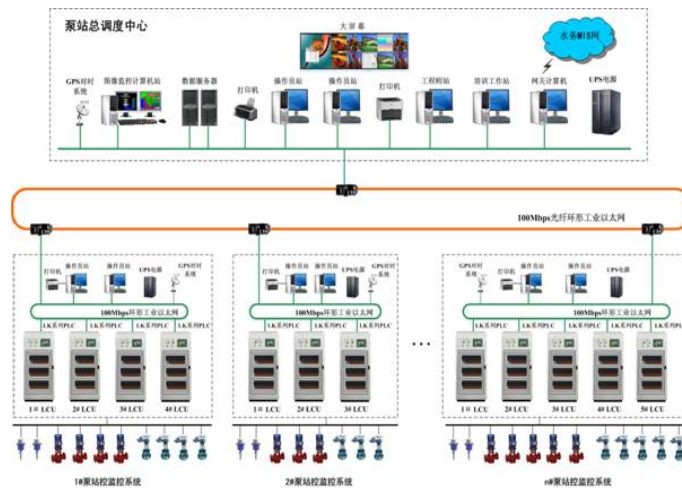 泵站总调度中心
大屏幕
水务MIS网
GPS对时系统
图像监控计算机站
数据服务器
打印机
操作员站
操作员站
打印机
工程师站
培训工作站
网关计算机
UPS电源
100Mbps光纤环形工业以太网
打印机
操作员站
UPS电源
GPS对时系统
100Mbps环形工业以太网
LK系列PLC
LK系列PLC
LK系列PLC
LK系列PLC
1# LCU
2# LCU
3# LCU
4# LCU
1#泵站控监控系统
打印机
操作员站
操作员站
UPS电源
GPS对时系统
100Mbps环形工业以太网
LK系列PLC
LK系列PLC
LK系列PLC
1# LCU
2# LCU
3# LCU
2#泵站控监控系统
...
GPS对时系统
打印机
操作员站
操作员站
UPS电源
100Mbps环形工业以太网
LK系列PLC
LK系列PLC
LK系列PLC
LK系列PLC
LK系列PLC
1# LCU
2# LCU
3# LCU
4# LCU
5# LCU
n#泵站控监控系统